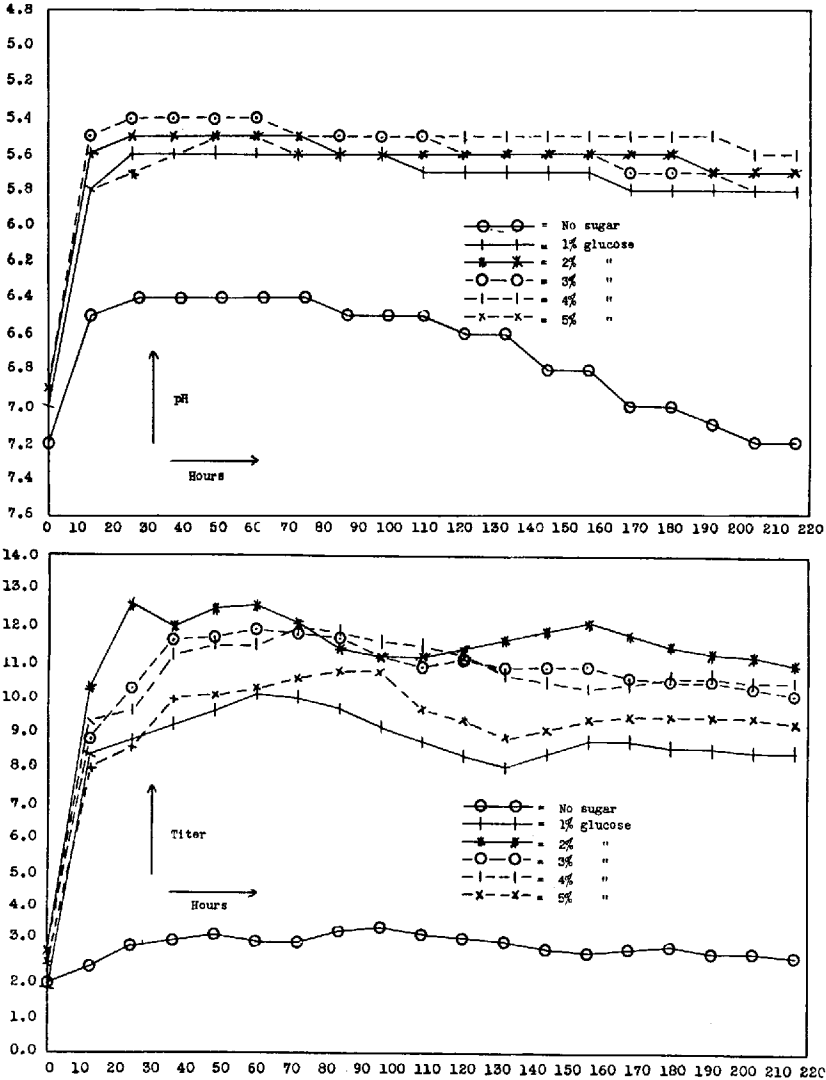 4.8
5.0
5.2
5.4
5.6
5.8
6.0
6.2
6.4
6.6
6.8
7.0
7.2
7.4
7.6
= No sugar
= 1% glucose
= 2% "
= 3% "
= 4% "
= 5% "
pH
Hours
0 10 20 30 40 50 60 70 80 90 100 110 120 130 140 150 160 170 180 190 200 210 220
14.0
13.0
12.0
11.0
10.0
9.0
8.0
7.0
6.0
5.0
4.0
3.0
2.0
1.0
0.0
Titer
Hours
= No sugar
= 1% glucose
= 2% "
= 3% "
= 4% "
= 5% "
0 10 20 30 40 50 60 70 80 90 100 110 120 130 140 150 160 170 180 190 200 210 220